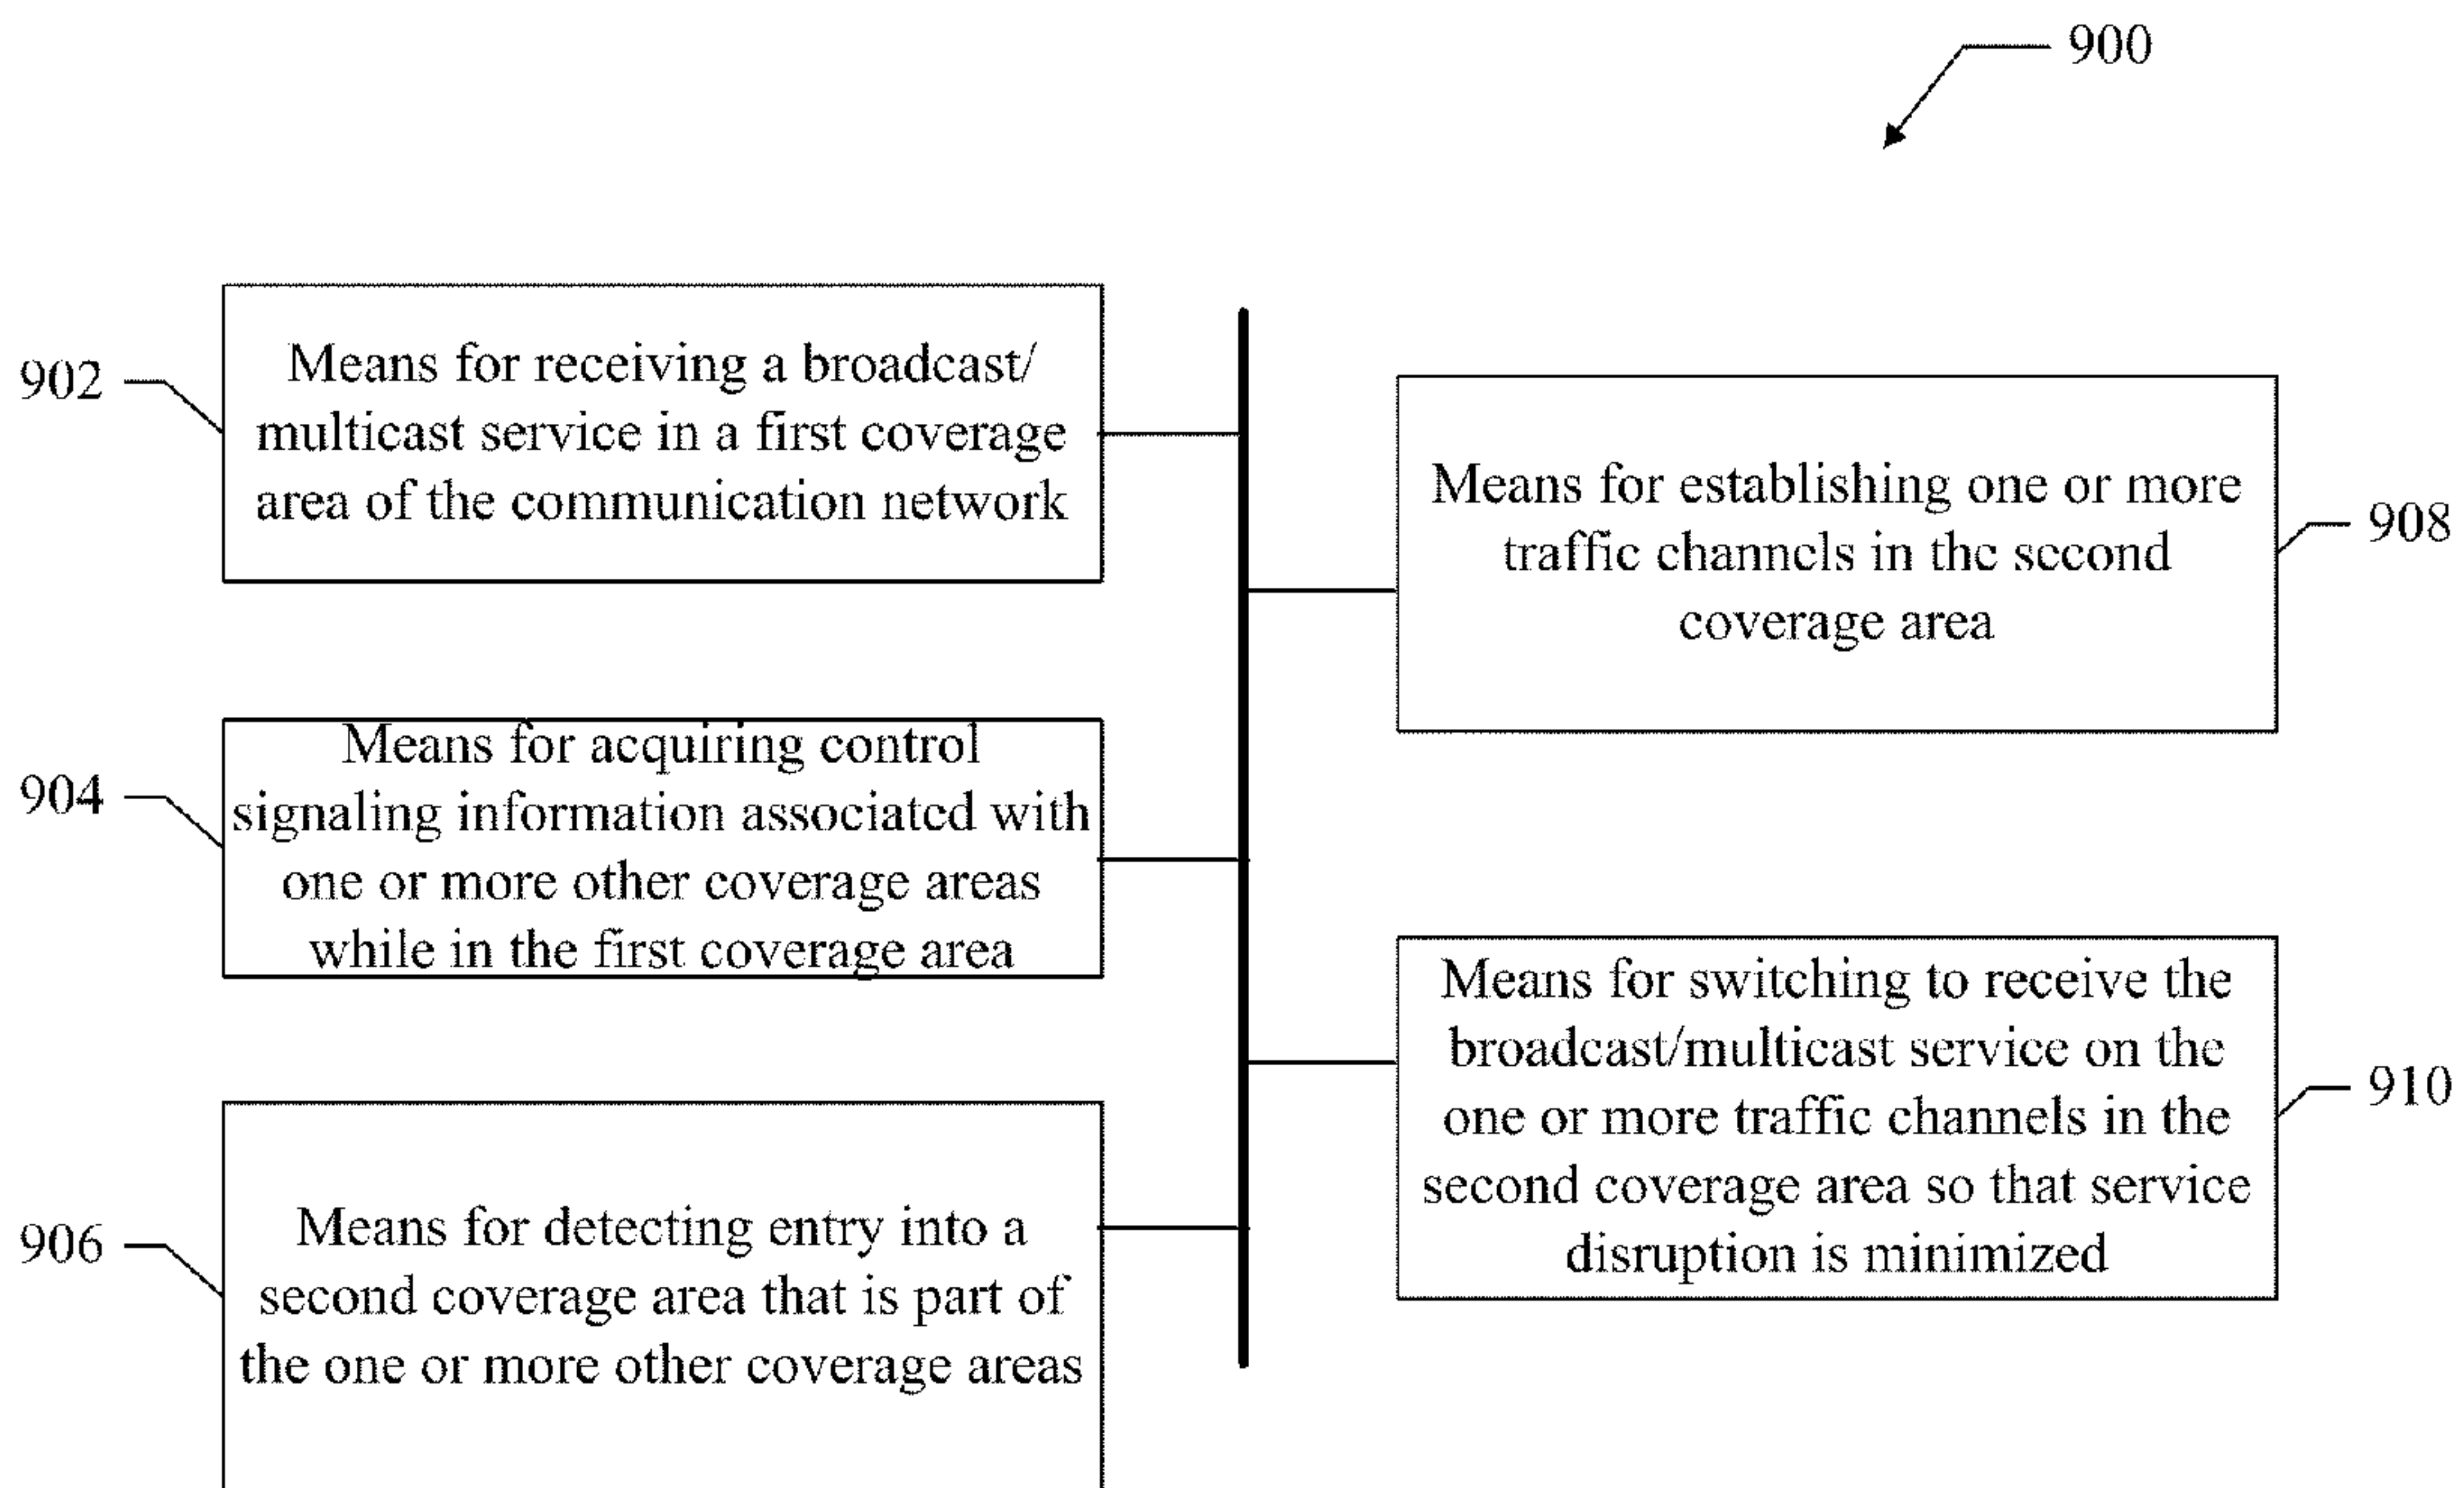 900
902
Means for receiving a broadcast/
multicast service in a first coverage
area of the communication network
904
Means for acquiring control
signaling information associated with
one or more other coverage areas
while in the first coverage area
906
Means for detecting entry into a
second coverage area that is part of
the one or more other coverage areas
Means for establishing one or more
traffic channels in the second
coverage area
908
Means for switching to receive the
broadcast/multicast service on the
one or more traffic channels in the
second coverage area so that service
disruption is minimized
910